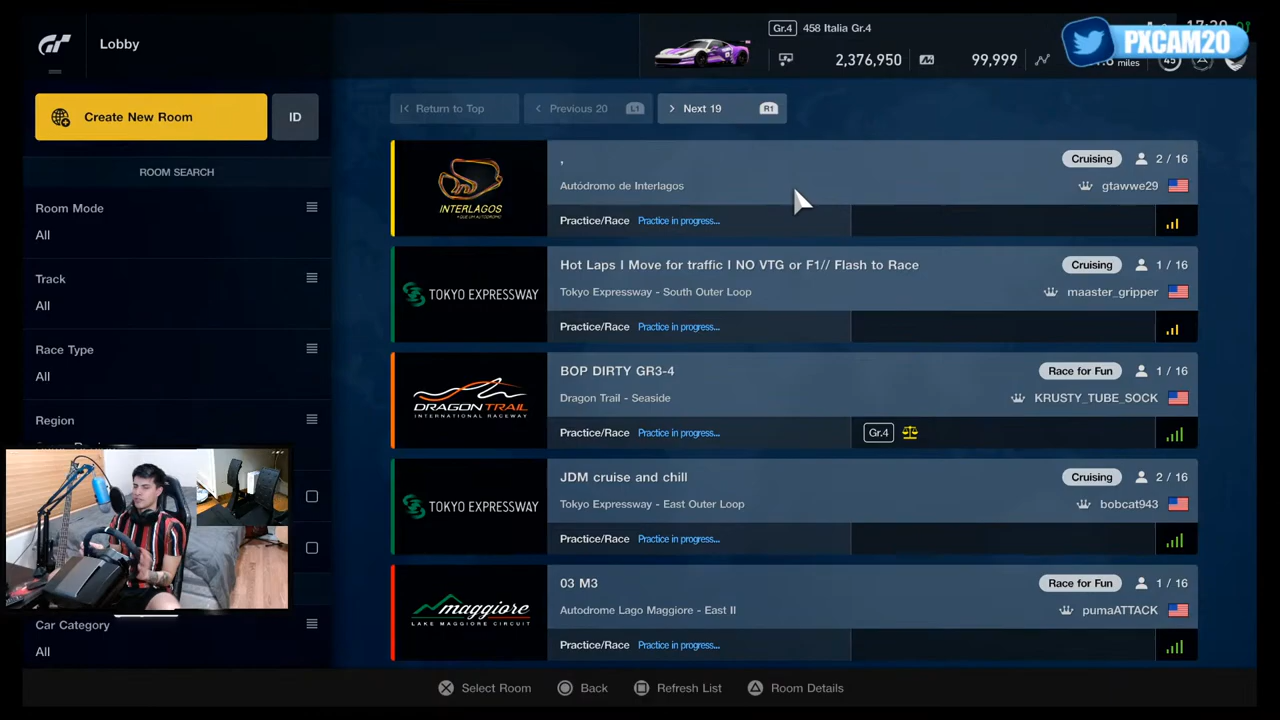 Lobby
Gr.4 458 Italia Gr.4
2,376,950
99,999
miles
45
PXCAM20
Create New Room
ID
Return to Top
Previous 20 L1
Next 19 R1
ROOM SEARCH
Room Mode
All
Track
All
Race Type
All
Region
Car Category
All
,
Cruising 2 / 16
INTERLAGOS
Autódromo de Interlagos
gtawwe29
Practice/Race Practice in progress...
Hot Laps I Move for traffic I NO VTG or F1// Flash to Race
Cruising 1 / 16
TOKYO EXPRESSWAY
Tokyo Expressway - South Outer Loop
maaster_gripper
Practice/Race Practice in progress...
BOP DIRTY GR3-4
Race for Fun 1 / 16
DRAGON TRAIL
INTERNATIONAL RACEWAY
Dragon Trail - Seaside
KRUSTY_TUBE_SOCK
Practice/Race Practice in progress...
Gr.4
JDM cruise and chill
Cruising 2 / 16
TOKYO EXPRESSWAY
Tokyo Expressway - East Outer Loop
bobcat943
Practice/Race Practice in progress...
03 M3
Race for Fun 1 / 16
maggiore
LAKE MAGGIORE CIRCUIT
Autodrome Lago Maggiore - East II
pumaATTACK
Practice/Race Practice in progress...
Select Room
Back
Refresh List
Room Details